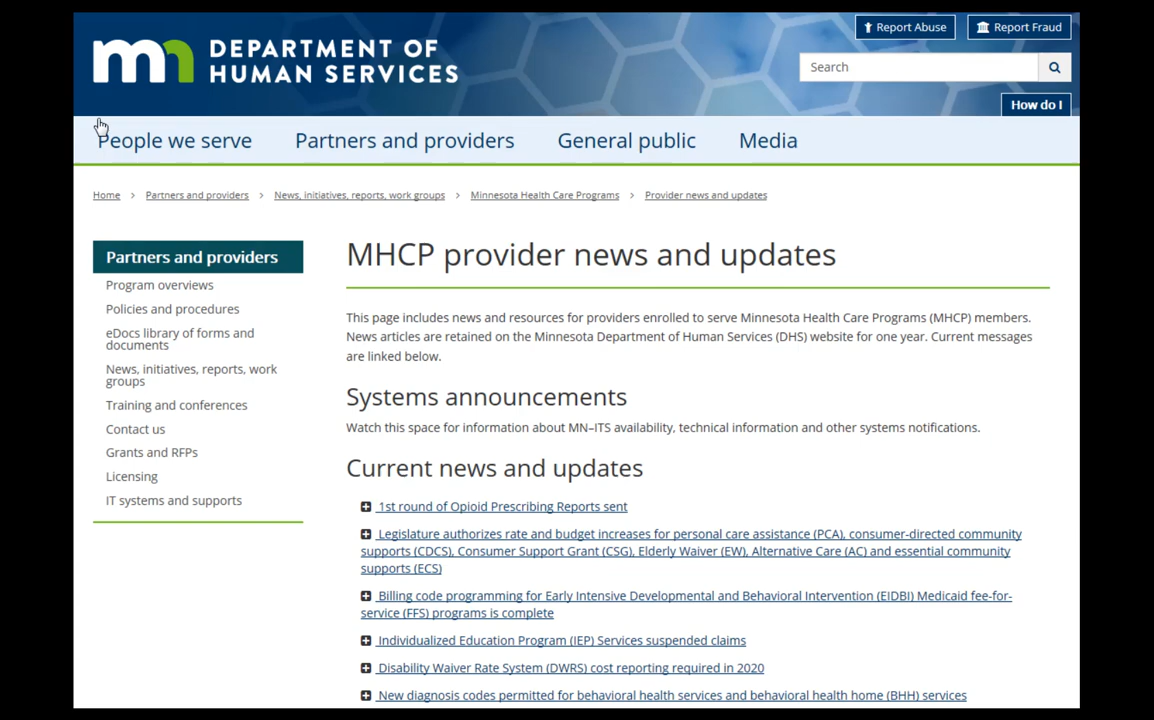 Report Abuse
Report Fraud
mn
DEPARTMENT OF
HUMAN SERVICES
Search
How do I
People we serve
Partners and providers
General public
Media
Home > Partners and providers > News, initiatives, reports, work groups > Minnesota Health Care Programs > Provider news and updates
Partners and providers
Program overviews
Policies and procedures
eDocs library of forms and
documents
News, initiatives, reports, work
groups
Training and conferences
Contact us
Grants and RFPs
Licensing
IT systems and supports
MHCP provider news and updates
This page includes news and resources for providers enrolled to serve Minnesota Health Care Programs (MHCP) members.
News articles are retained on the Minnesota Department of Human Services (DHS) website for one year. Current messages
are linked below.
Systems announcements
Watch this space for information about MN–ITS availability, technical information and other systems notifications.
Current news and updates
1st round of Opioid Prescribing Reports sent
Legislature authorizes rate and budget increases for personal care assistance (PCA), consumer-directed community
supports (CDCS), Consumer Support Grant (CSG), Elderly Waiver (EW), Alternative Care (AC) and essential community
supports (ECS)
Billing code programming for Early Intensive Developmental and Behavioral Intervention (EIDBI) Medicaid fee-for-
service (FFS) programs is complete
Individualized Education Program (IEP) Services suspended claims
Disability Waiver Rate System (DWRS) cost reporting required in 2020
New diagnosis codes permitted for behavioral health services and behavioral health home (BHH) services